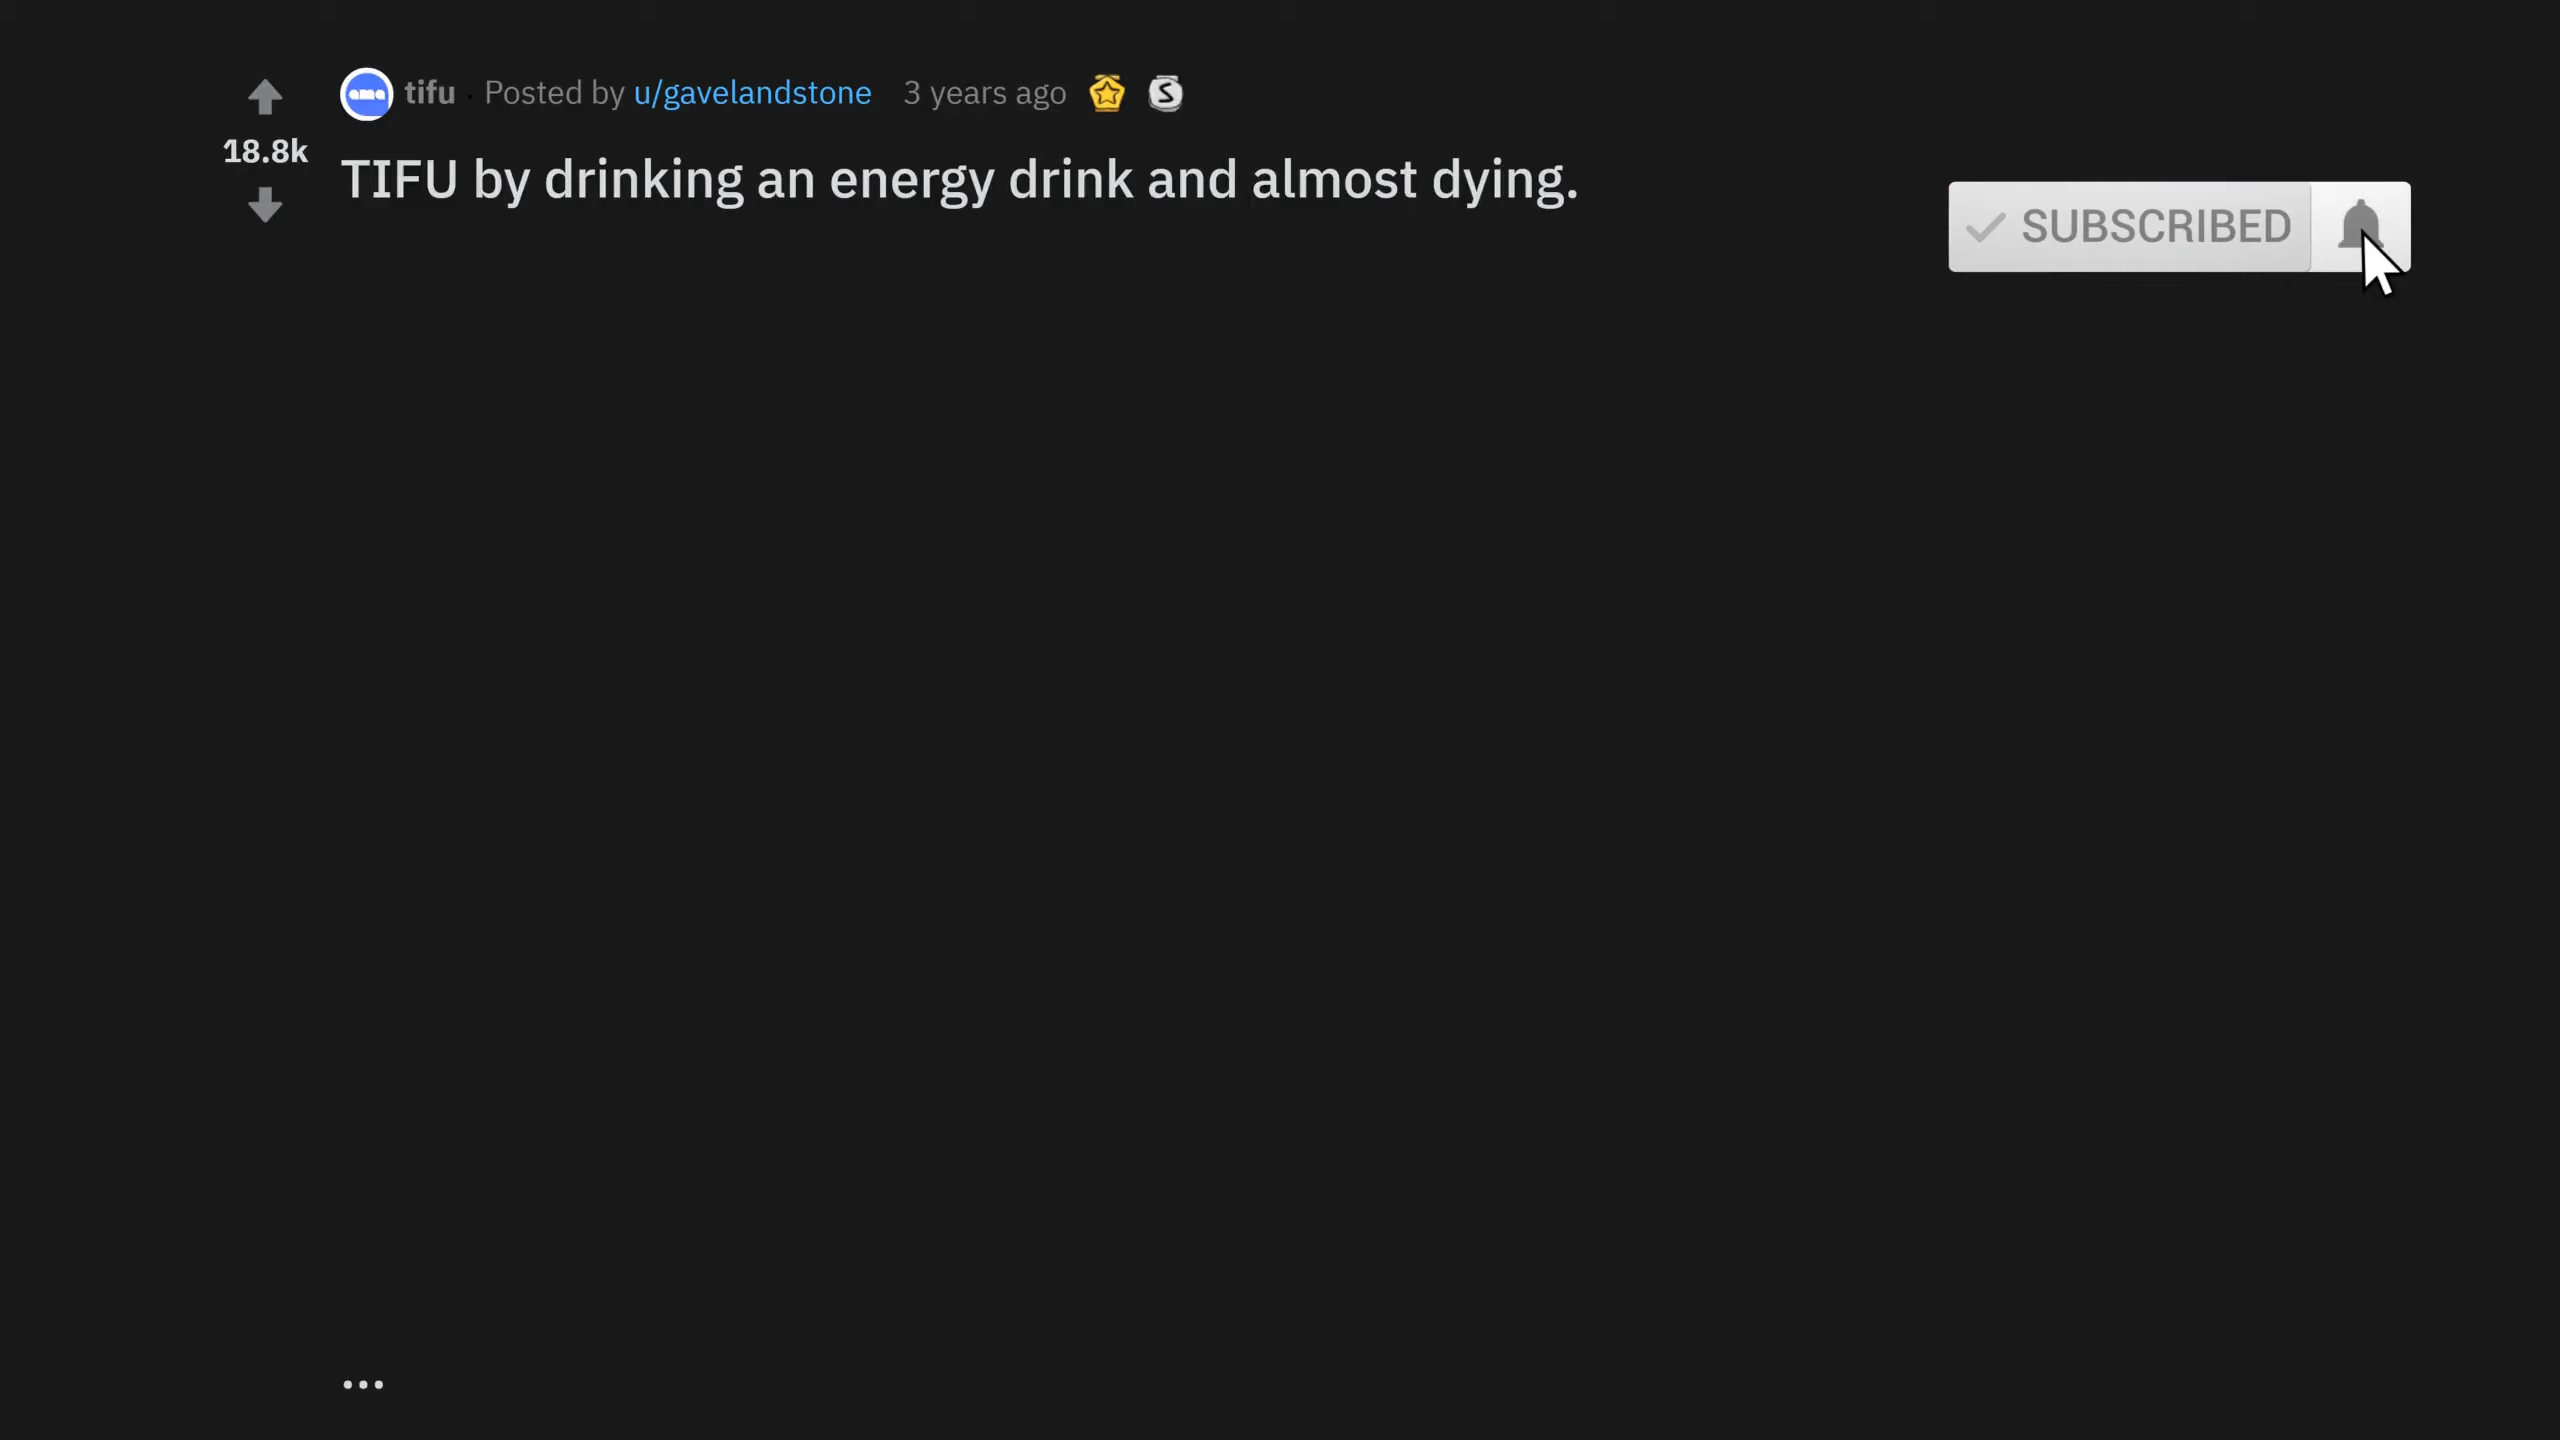 ama tifu · Posted by u/gavelandstone 3 years ago S
18.8k
TIFU by drinking an energy drink and almost dying.
SUBSCRIBED
...